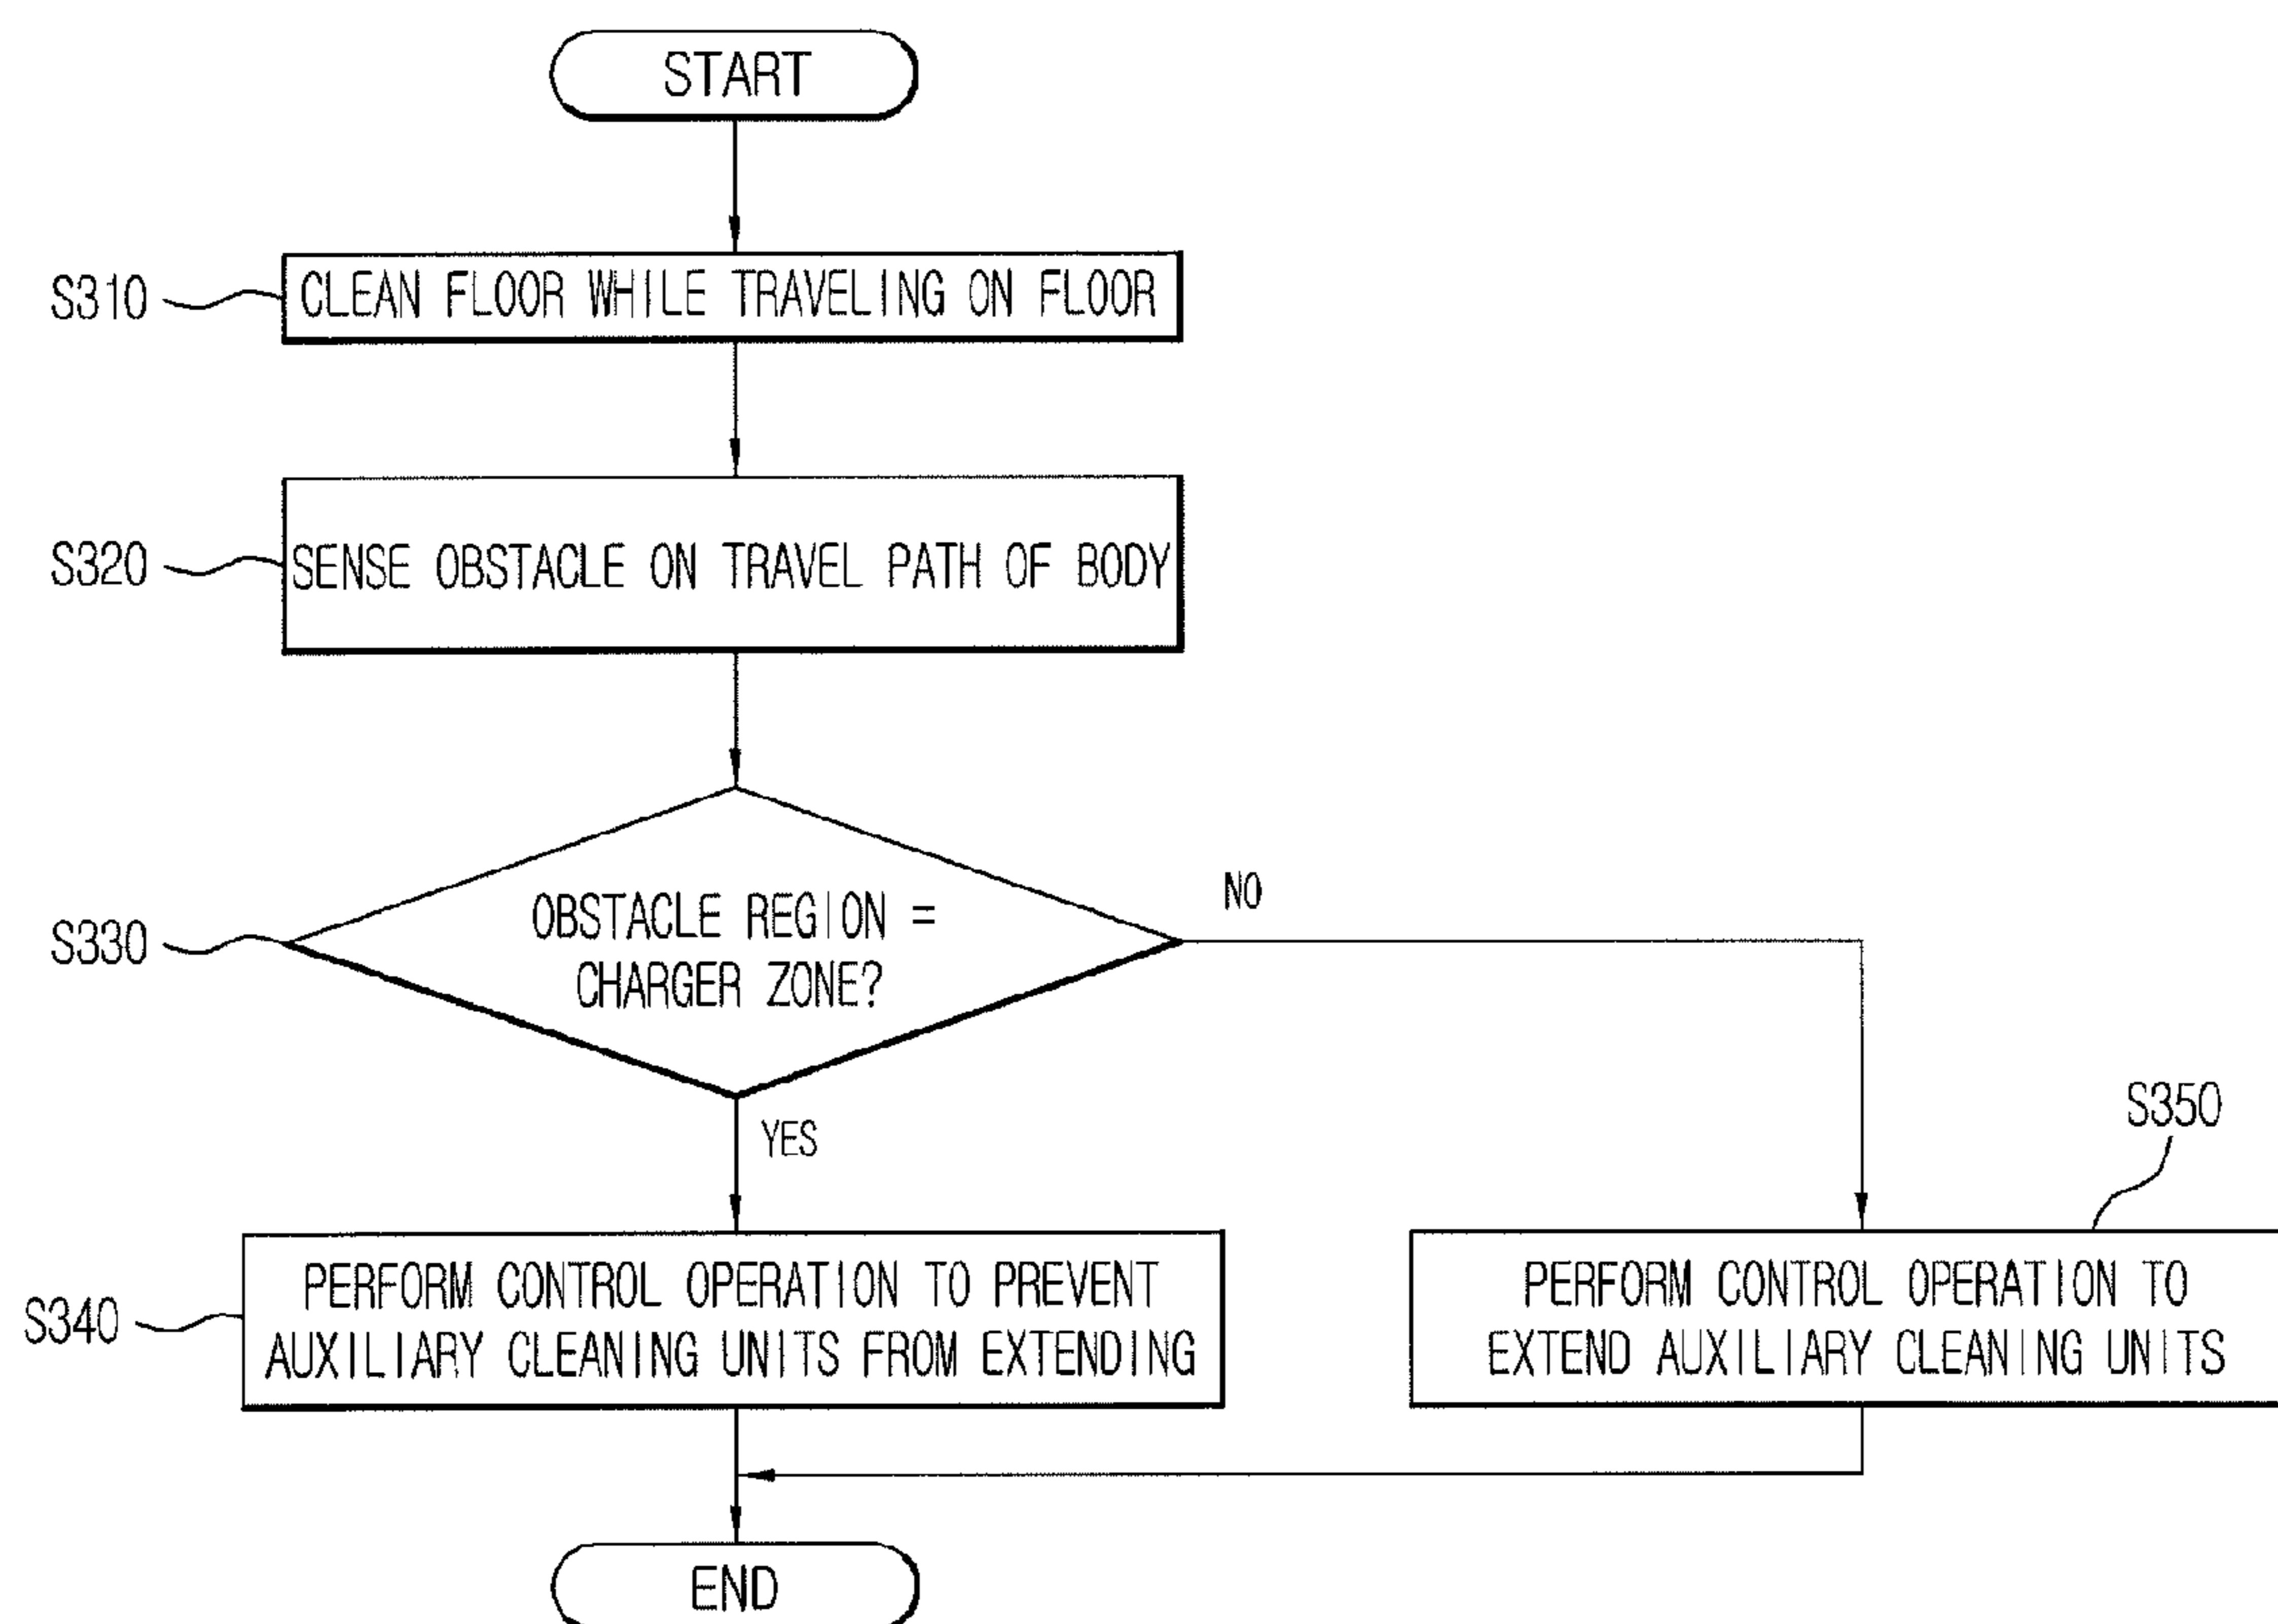 START
S310
CLEAN FLOOR WHILE TRAVELING ON FLOOR
S320
SENSE OBSTACLE ON TRAVEL PATH OF BODY
S330
OBSTACLE REGION =
CHARGER ZONE?
NO
YES
S340
PERFORM CONTROL OPERATION TO PREVENT
AUXILIARY CLEANING UNITS FROM EXTENDING
S350
PERFORM CONTROL OPERATION TO
EXTEND AUXILIARY CLEANING UNITS
END